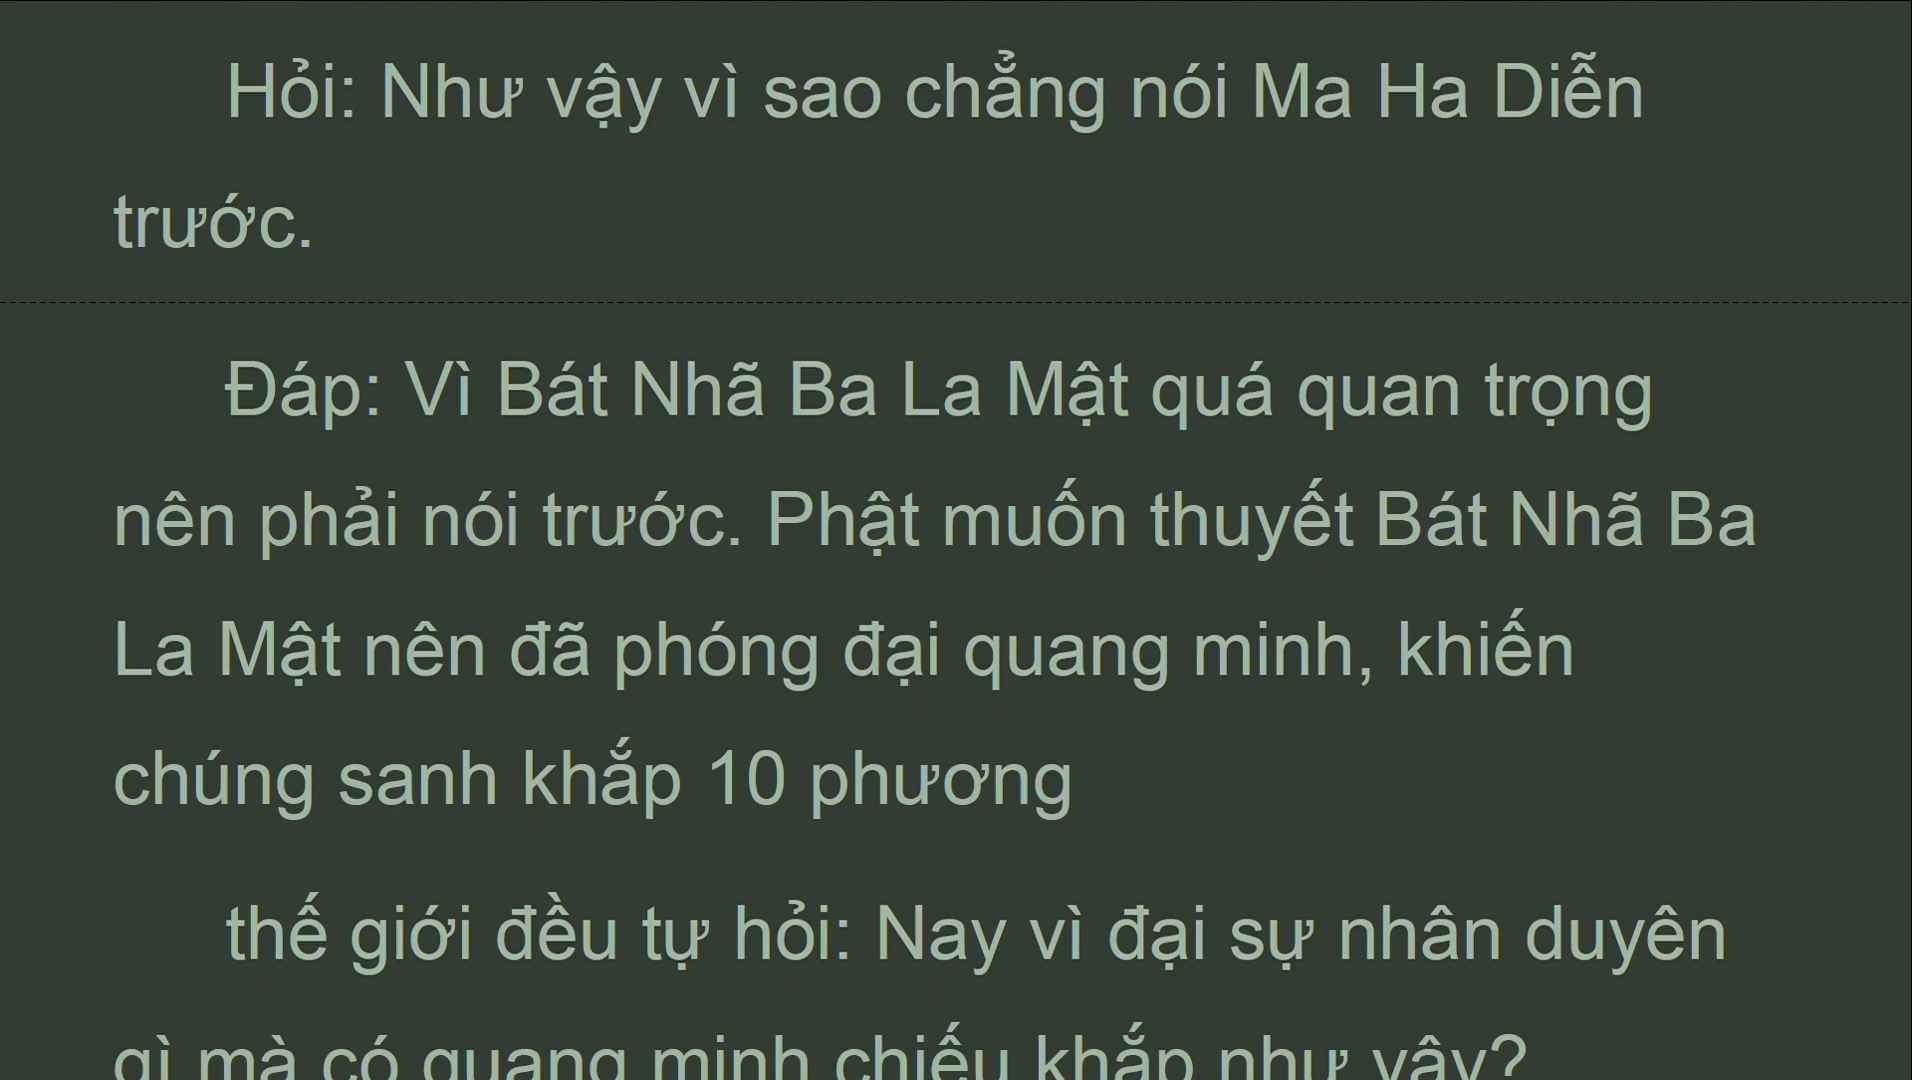 Hỏi: Như vậy vì sao chẳng nói Ma Ha Diễn
trước.
Đáp: Vì Bát Nhã Ba La Mật quá quan trọng
nên phải nói trước. Phật muốn thuyết Bát Nhã Ba
La Mật nên đã phóng đại quang minh, khiến
chúng sanh khắp 10 phương
thế giới đều tự hỏi: Nay vì đại sự nhân duyên
gì mà có quang minh chiếu khắp như vậy?